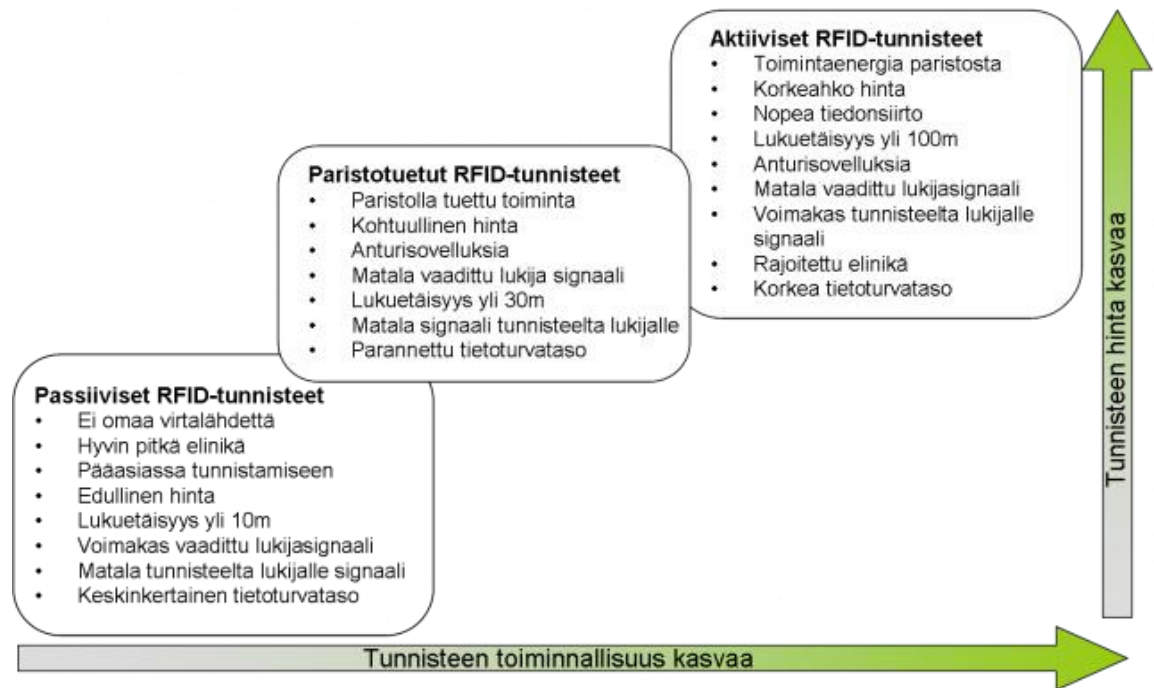 Aktiiviset RFID-tunnisteet
• Toimintaenergia paristosta
• Korkeahko hinta
• Nopea tiedonsiirto
• Lukuetäisyys yli 100m
• Anturisovelluksia
• Matala vaadittu lukijasignaali
• Voimakas tunnisteelta lukijalle
signaali
• Rajoitettu elinikä
• Korkea tietoturvataso
Paristotuetut RFID-tunnisteet
• Paristolla tuettu toiminta
• Kohtuullinen hinta
• Anturisovelluksia
• Matala vaadittu lukija signaali
• Lukuetäisyys yli 30m
• Matala signaali tunnisteelta lukijalle
• Parannettu tietoturvataso
Passiiviset RFID-tunnisteet
• Ei omaa virtalähdettä
• Hyvin pitkä elinikä
• Pääasiassa tunnistamiseen
• Edullinen hinta
• Lukuetäisyys yli 10m
• Voimakas vaadittu lukijasignaali
• Matala tunnisteelta lukijalle signaali
• Keskinkertainen tietoturvataso
Tunnisteen hinta kasvaa
Tunnisteen toiminnallisuus kasvaa